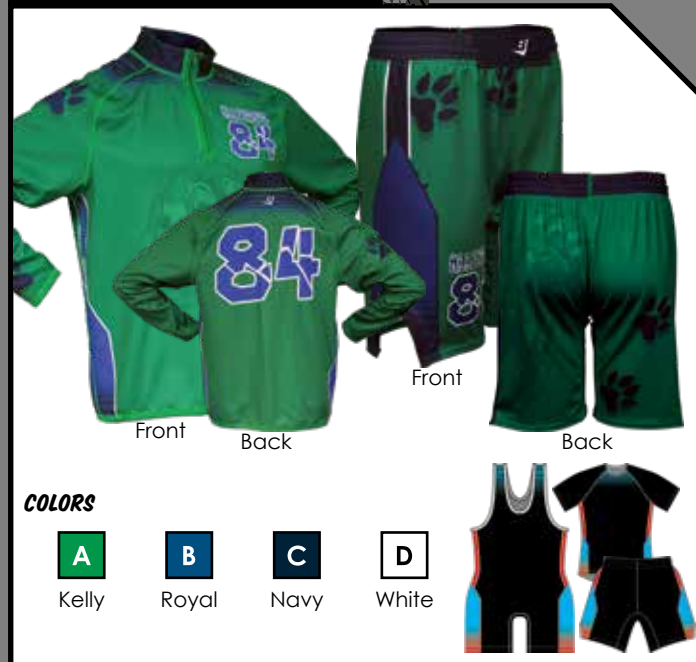 84
84
8
Front
Back
Front
Back
COLORS
A
B
C
D
Kelly
Royal
Navy
White